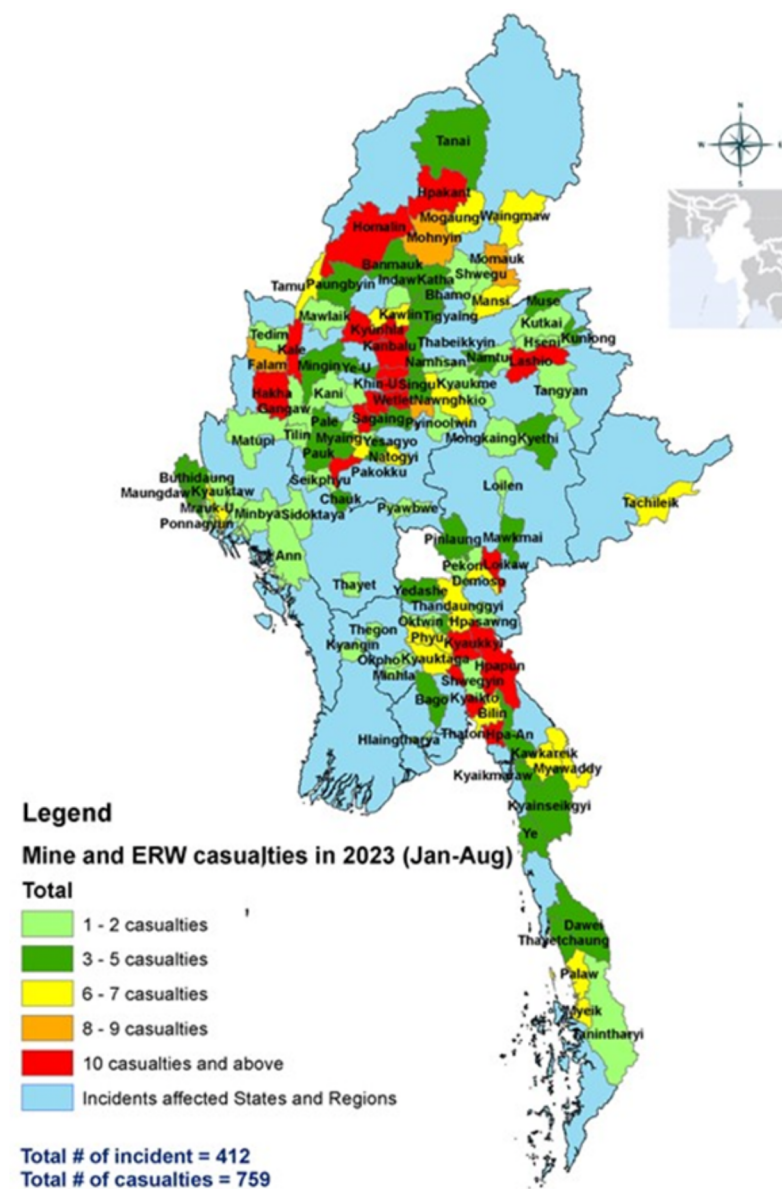 N
W
E
S
Tanai
Hpakant
Mogaung
Waingmaw
Homalin
Mohnyin
Banmauk
Momauk
Shwegu
Tamu
Paungbyin
Indaw
Katha
Bhamo
Mansi
Muse
Mawlaik
Kawlin
Tigyaing
Kutkai
Kyunhla
Tedim
Kale
Kanbalu
Thabeikkyin
Hseni
Kunlong
Falam
Mingin
Ye-U
Namhsan
Namtu
Lashio
Hakha
Kani
Khin-U
Singu
Kyaukme
Tangyan
Gangaw
Wetlet
Nawnghkio
Pale
Sagaing
Pyinoolwin
Matupi
Tilin
Myaing
Yesagyo
Mongkaing
Kyethi
Pauk
Natogyi
Seikphyu
Pakokku
Buthidaung
Loilen
Maungdaw
Kyauktaw
Chauk
Tachileik
Mrauk-U
Minbya
Sidoktaya
Pyawbwe
Ponnagyun
Pinlaung
Mawkmai
Ann
Pekon
Loikaw
Thayet
Demoso
Yedashe
Thandaunggyi
Oktwin
Hpasawng
Thegon
Phyu
Kyaukkyi
Kyangin
Okpho
Kyauktaga
Hpapun
Minhla
Shwegyin
Bago
Kyaikto
Bilin
Hlaingtharya
Thaton
Hpa-An
Kawkareik
Kyaikmaraw
Myawaddy
Kyainseikgyi
Ye
Dawei
Thayetchaung
Palaw
Myeik
Tanintharyi
Legend
Mine and ERW casualties in 2023 (Jan-Aug)
Total
1 - 2 casualties
3 - 5 casualties
6 - 7 casualties
8 - 9 casualties
10 casualties and above
Incidents affected States and Regions
Total # of incident = 412
Total # of casualties = 759